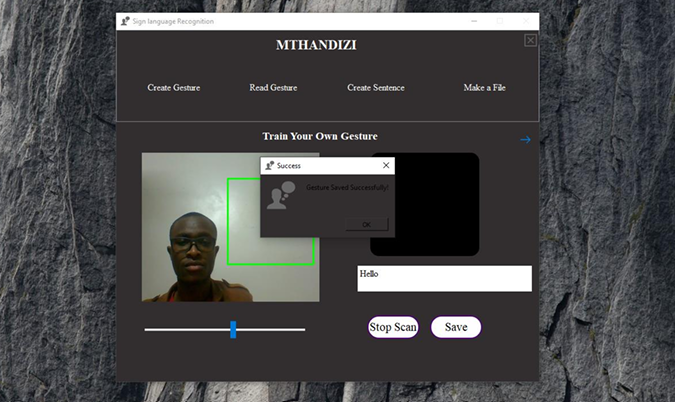 Sign language Recognition
MTHANDIZI
Create Gesture Read Gesture Create Sentence Make a File
Train Your Own Gesture
Success
Gesture Saved Successfully!
OK
Hello
Stop Scan Save